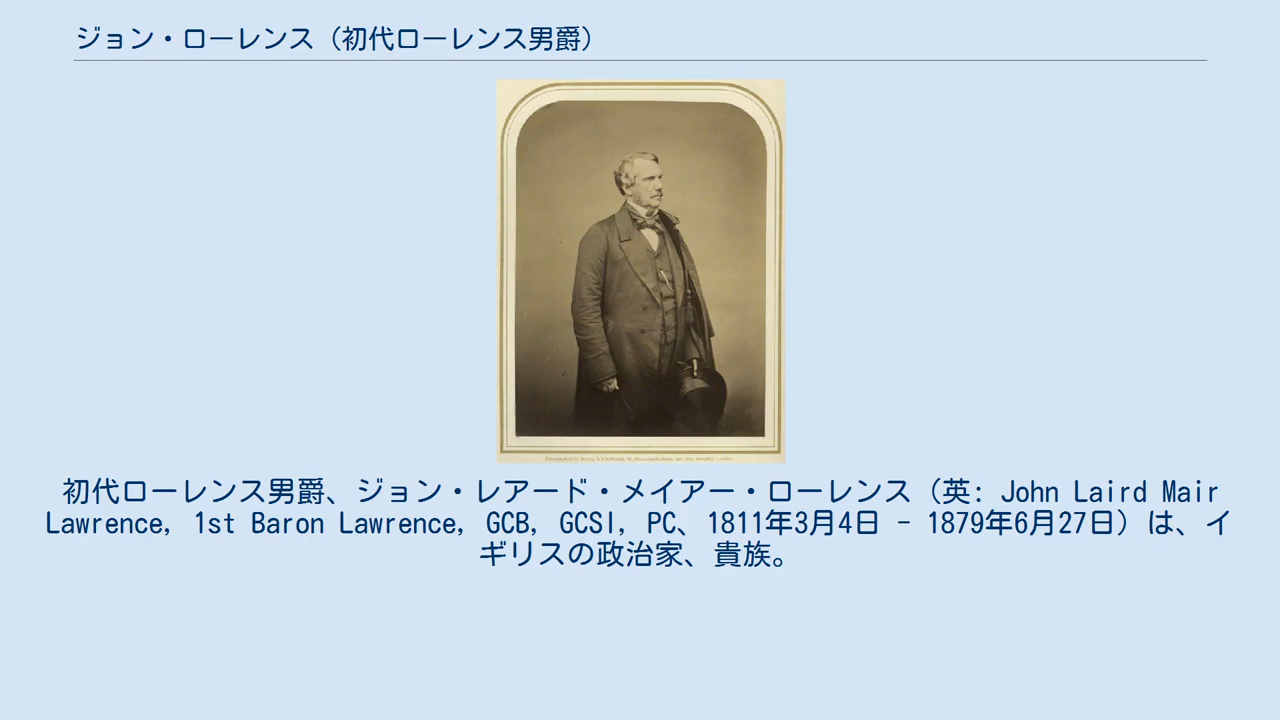 ジョン・ローレンス（初代ローレンス男爵）
初代ローレンス男爵、ジョン・レアード・メイアー・ローレンス（英: John Laird Mair
Lawrence, 1st Baron Lawrence, GCB, GCSI, PC、1811年3月4日 - 1879年6月27日）は、イ
ギリスの政治家、貴族。